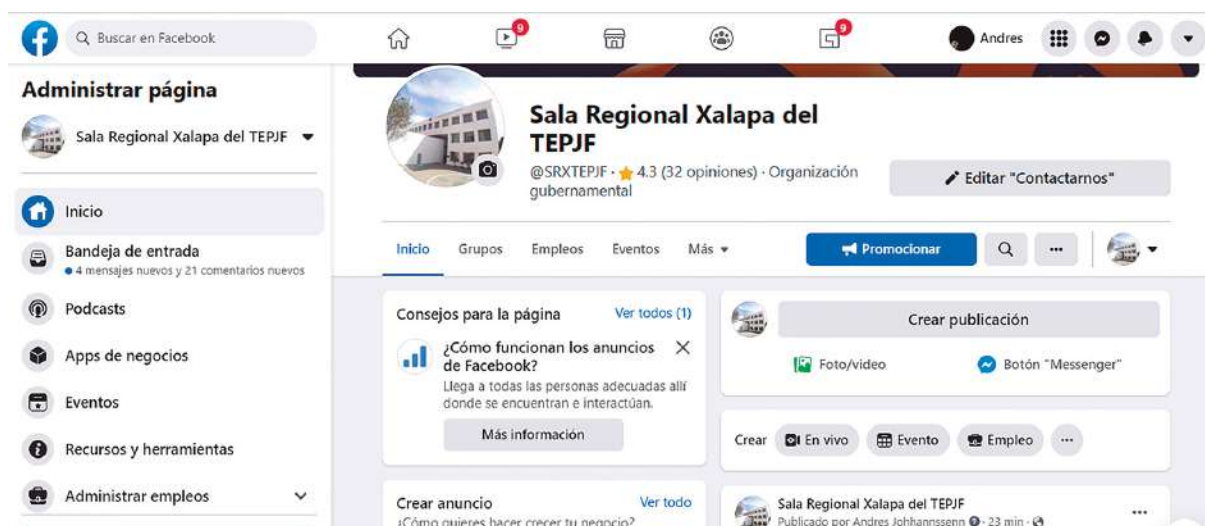 Buscar en Facebook
9
9
Andres
Administrar página
Sala Regional Xalapa del TEPJF
Inicio
Bandeja de entrada
4 mensajes nuevos y 21 comentarios nuevos
Podcasts
Apps de negocios
Eventos
Recursos y herramientas
Administrar empleos
Sala Regional Xalapa del
TEPJF
@SRXTEPJF · 4.3 (32 opiniones) · Organización
gubernamental
Editar "Contactarnos"
Inicio Grupos Empleos Eventos Más
Promocionar
Consejos para la página Ver todos (1)
¿Cómo funcionan los anuncios
de Facebook?
Llega a todas las personas adecuadas allí
donde se encuentran e interactúan.
Más información
Crear anuncio Ver todo
¿Cómo quieres hacer crecer tu negocio?
Crear publicación
Foto/video Botón "Messenger"
Crear En vivo Evento Empleo
Sala Regional Xalapa del TEPJF
Publicado por Andres Johhannssenn · 23 min ·